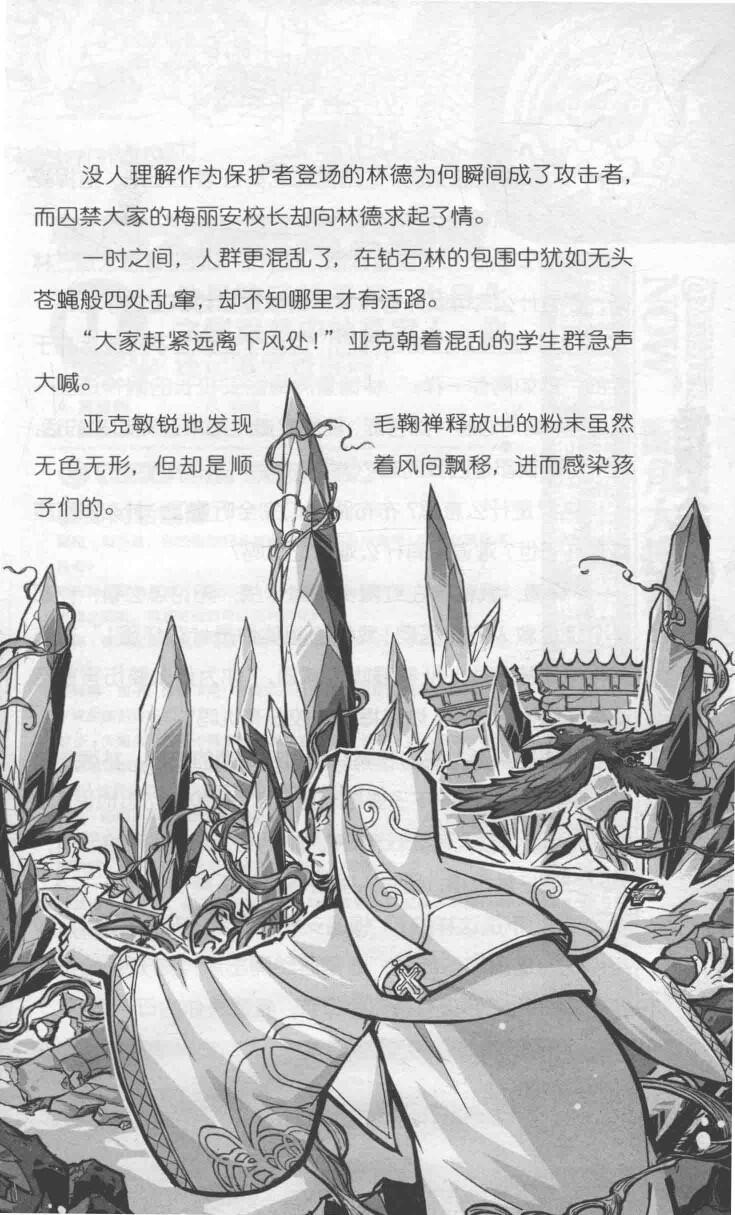 没人理解作为保护者登场的林德为何瞬间成了攻击者，
而囚禁大家的梅丽安校长却向林德求起了情。
一时之间，人群更混乱了，在钻石林的包围中犹如无头
苍蝇般四处乱窜，却不知哪里才有活路。
“大家赶紧远离下风处！”亚克朝着混乱的学生群急声
大喊。
亚克敏锐地发现 毛鞠禅释放出的粉末虽然
无色无形，但却是顺 着风向飘移，进而感染孩
子们的。